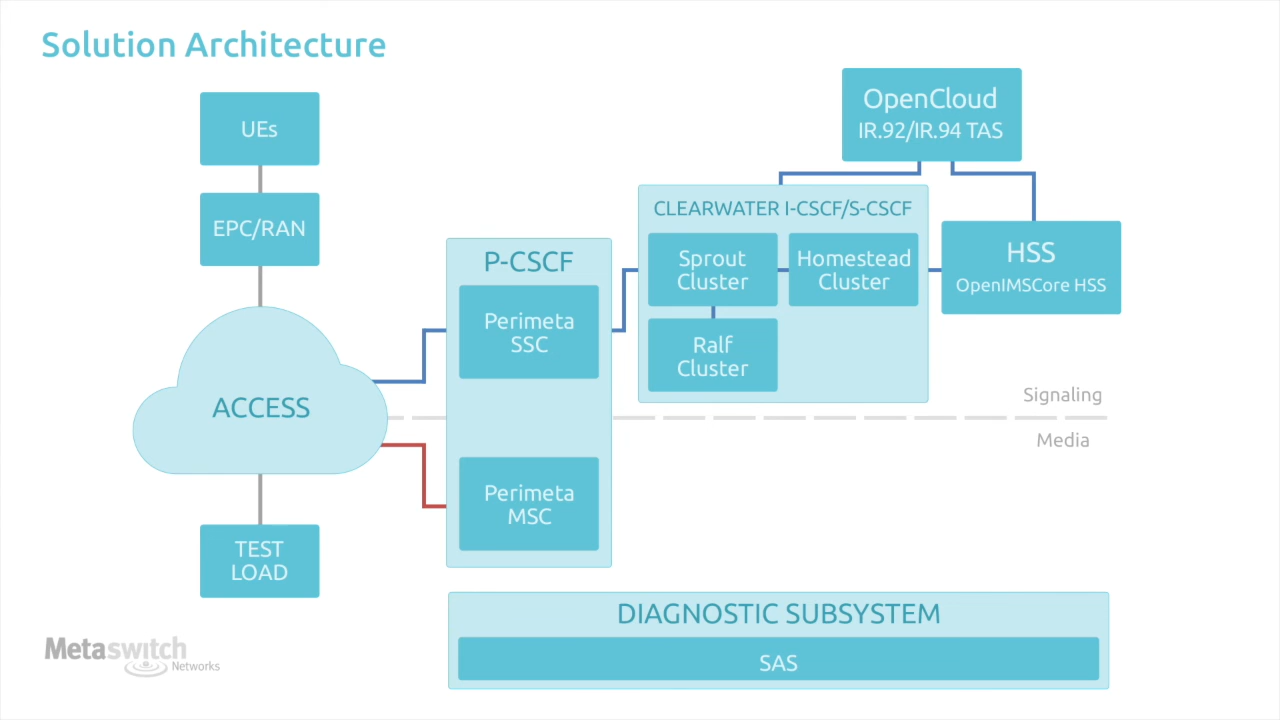 Solution Architecture
UEs
EPC/RAN
ACCESS
TEST
LOAD
P-CSCF
Perimeta
SSC
Perimeta
MSC
OpenCloud
IR.92/IR.94 TAS
CLEARWATER I-CSCF/S-CSCF
Sprout
Cluster
Homestead
Cluster
Ralf
Cluster
HSS
OpenIMSCore HSS
Signaling
Media
DIAGNOSTIC SUBSYSTEM
SAS
Metaswitch
Networks